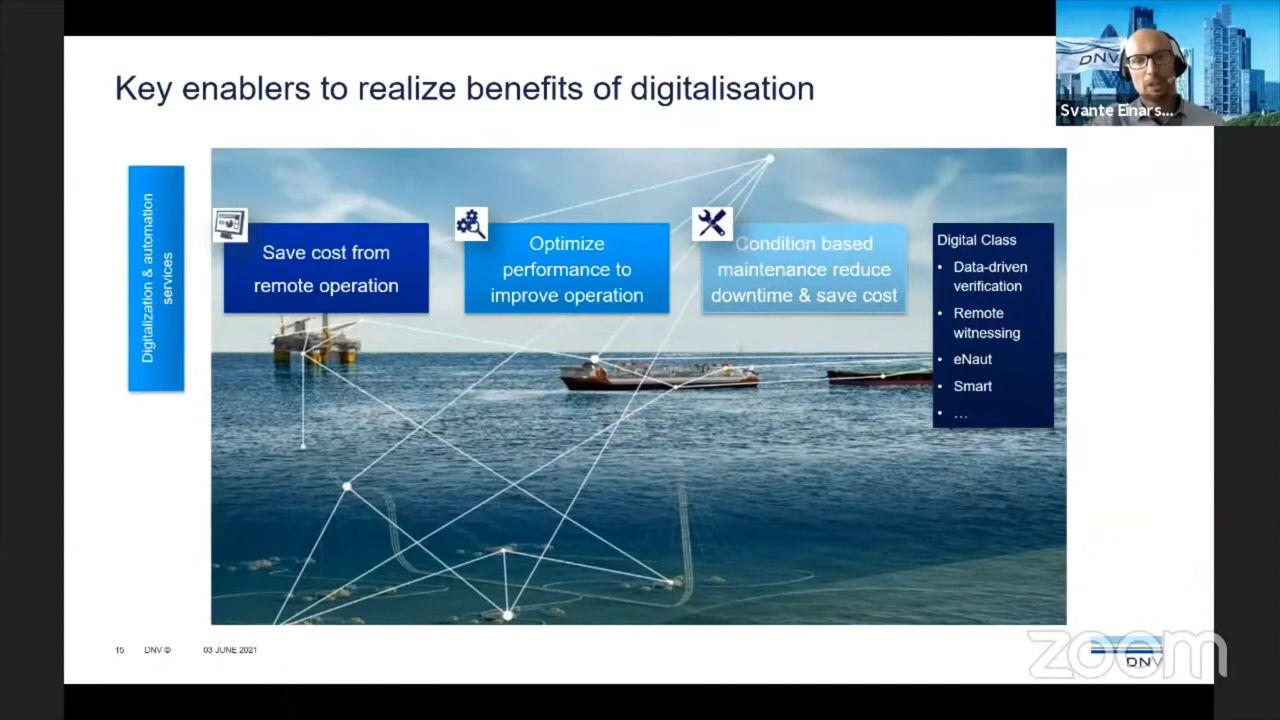 Key enablers to realize benefits of digitalisation
DNV
Svante Einars...
Digitalization & automation
services
Save cost from
remote operation
Optimize
performance to
improve operation
Condition based
maintenance reduce
downtime & save cost
Digital Class
• Data-driven
verification
• Remote
witnessing
• eNaut
• Smart
• ...
15 DNV © 03 JUNE 2021
zoom
DNV